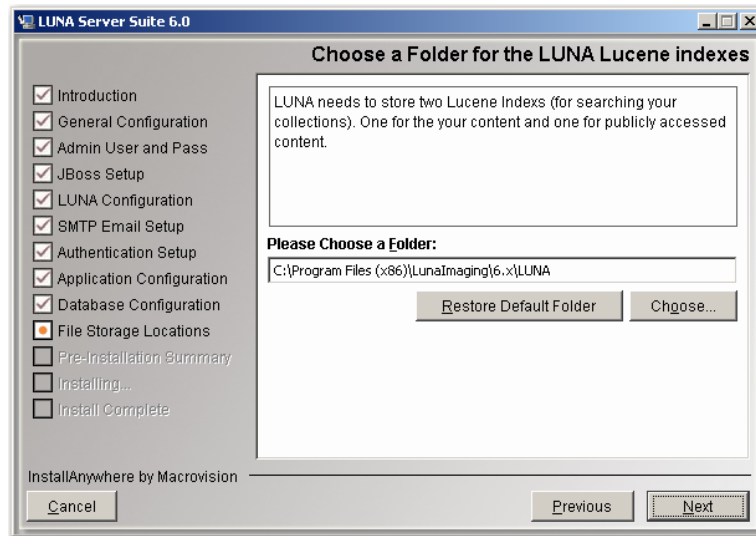 LUNA Server Suite 6.0
Choose a Folder for the LUNA Lucene indexes
Introduction
General Configuration
Admin User and Pass
JBoss Setup
LUNA Configuration
SMTP Email Setup
Authentication Setup
Application Configuration
Database Configuration
File Storage Locations
Pre-Installation Summary
Installing...
Install Complete
LUNA needs to store two Lucene Indexs (for searching your
collections). One for the your content and one for publicly accessed
content.
Please Choose a Folder:
C:\Program Files (x86)\LunaImaging\6.x\LUNA
Restore Default Folder
Choose...
InstallAnywhere by Macrovision
Cancel
Previous
Next